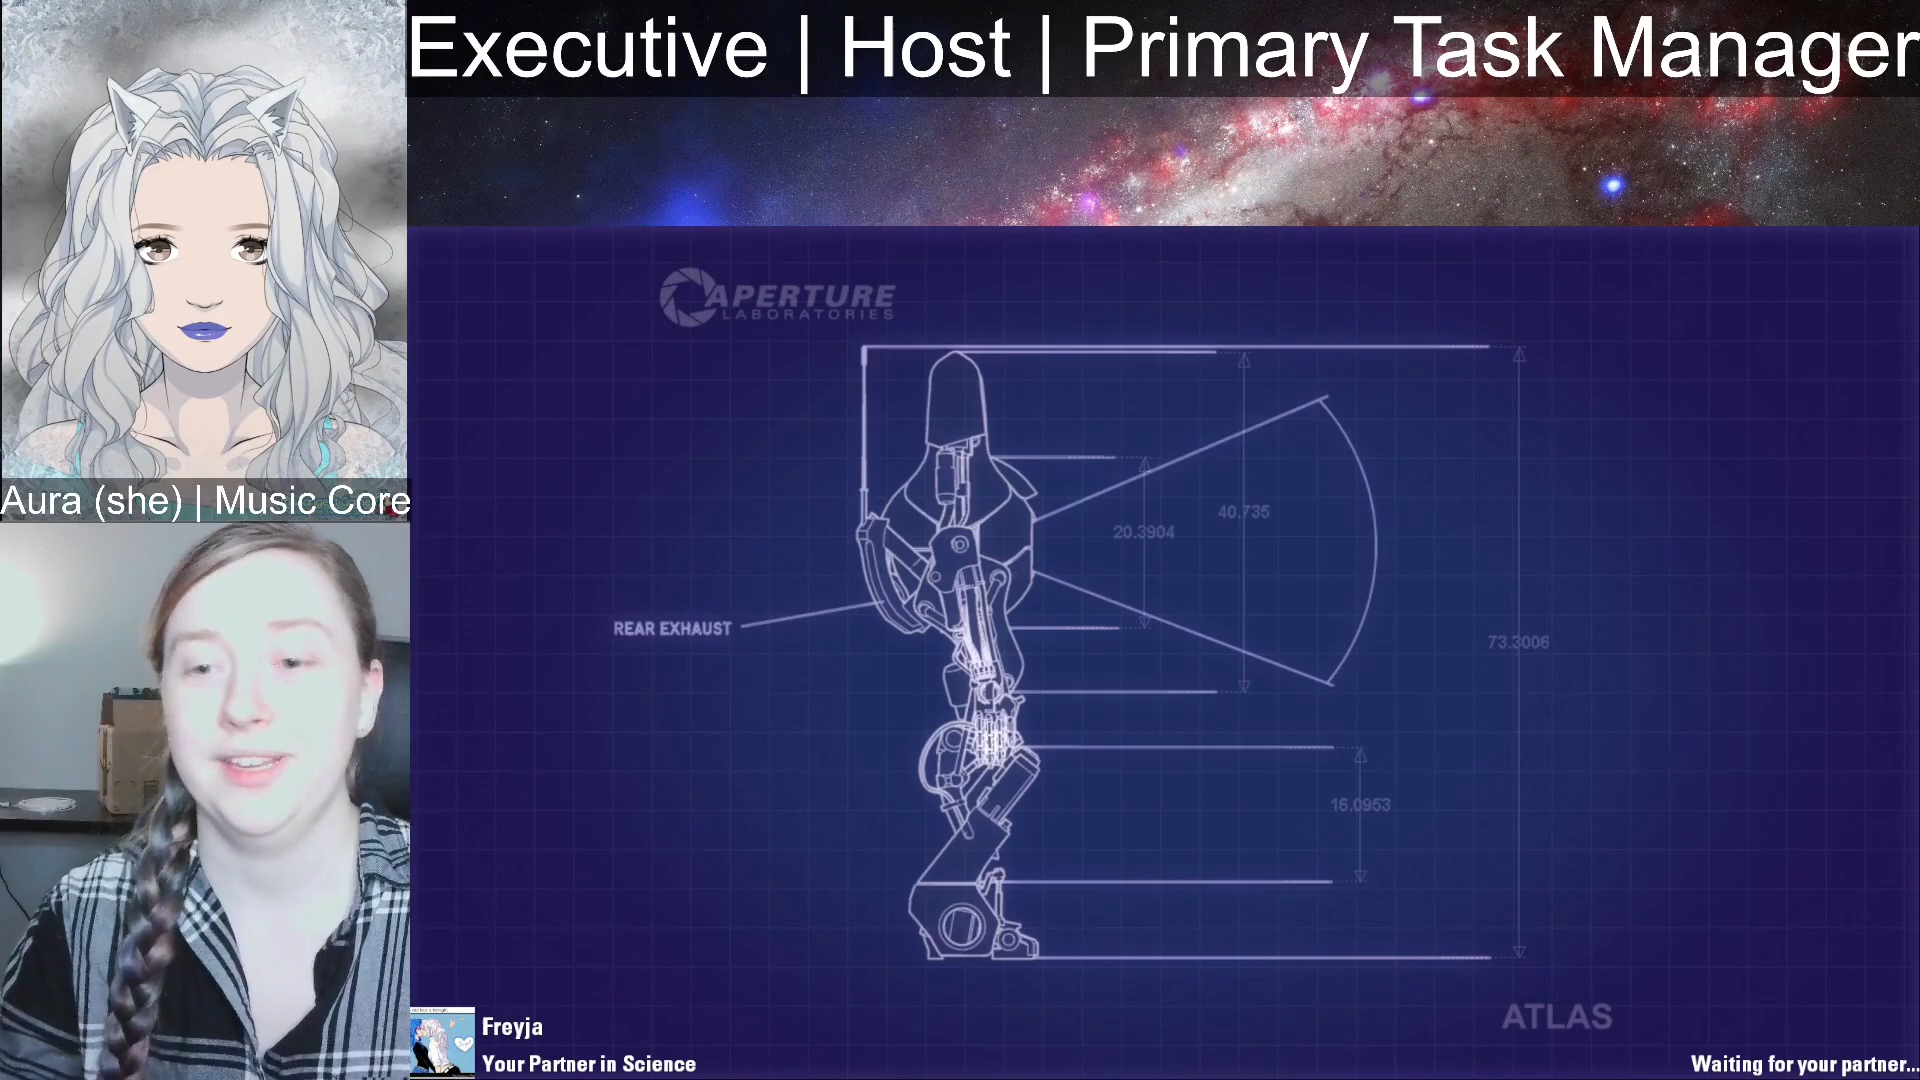 Executive | Host | Primary Task Manager
Aura (she) | Music Core
APERTURE
LABORATORIES
20.3904
40.735
73.3006
REAR EXHAUST
16.0953
ATLAS
Freyja
Your Partner in Science
Waiting for your partner...